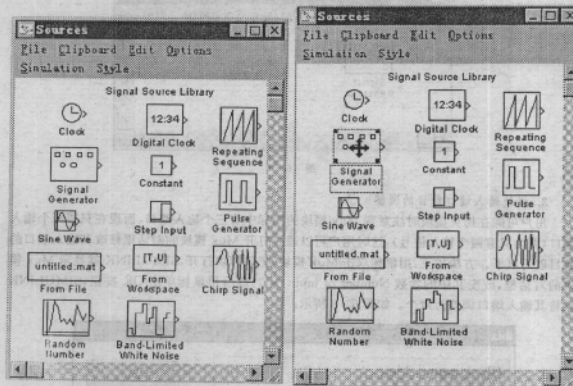 Sources
File Clipboard Edit Options
Simulation Style
Signal Source Library
Clock
12:34
Digital Clock
Repeating
Sequence
Signal
Generator
1
Constant
Pulse
Generator
Sine Wave
Step Input
untitled.mat
From File
[T,U]
From
Workspace
Chirp Signal
Random
Number
Band-Limited
White Noise
Sources
File Clipboard Edit Options
Simulation Style
Signal Source Library
Clock
12:34
Digital Clock
Repeating
Sequence
Signal
Generator
1
Constant
Pulse
Generator
Sine Wave
Step Input
untitled.mat
From File
[T,U]
From
Workspace
Chirp Signal
Random
Number
Band-Limited
White Noise